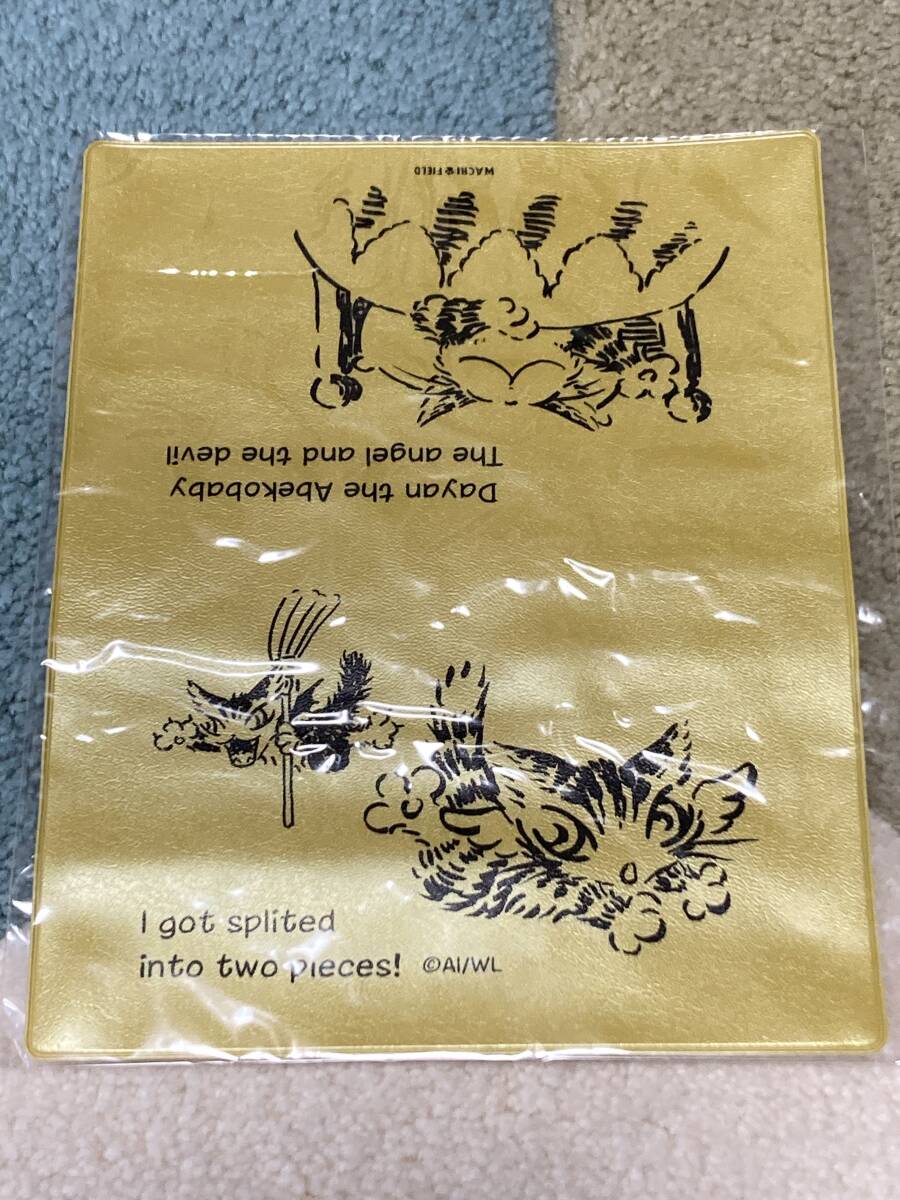 WACHI FIELD
Dayan the Abekobaby
The angel and the devil
I got splited
into two pieces! ©AI/WL